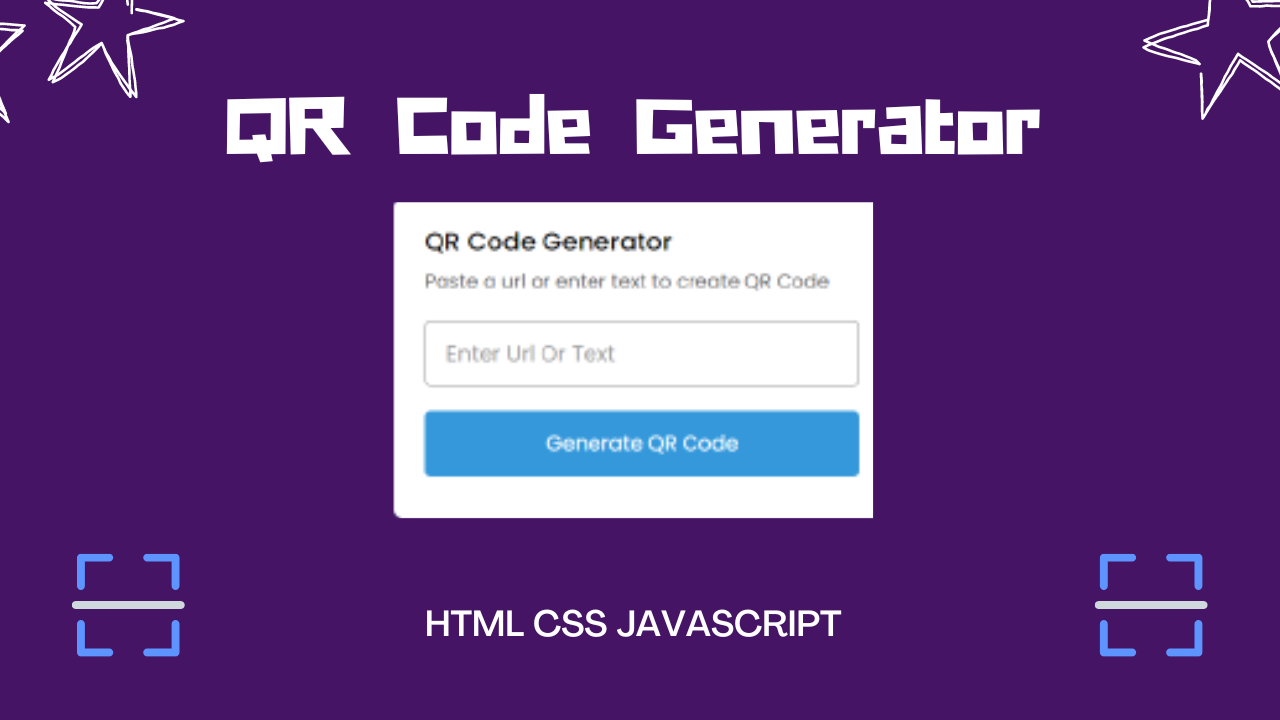 QR Code Generator
QR Code Generator
Paste a url or enter text to create QR Code
Enter Url Or Text
Generate QR Code
HTML CSS JAVASCRIPT